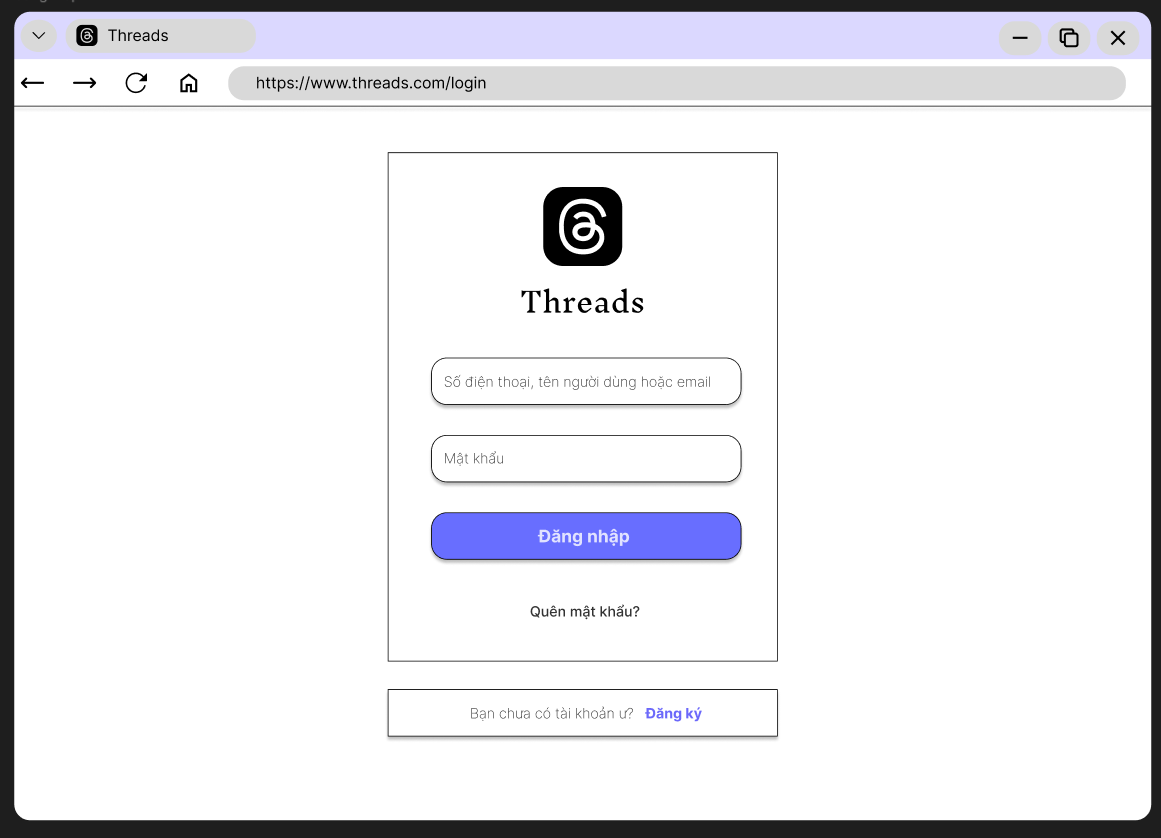 Threads
https://www.threads.com/login
Threads
Số điện thoại, tên người dùng hoặc email
Mật khẩu
Đăng nhập
Quên mật khẩu?
Bạn chưa có tài khoản ư? Đăng ký